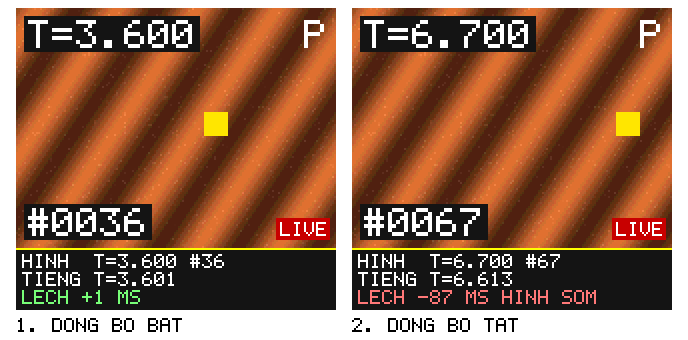 T=3.600
P
#0036
LIVE
HINH T=3.600 #36
TIENG T=3.601
LECH +1 MS
1. DONG BO BAT
T=6.700
P
#0067
LIVE
HINH T=6.700 #67
TIENG T=6.613
LECH -87 MS HINH SOM
2. DONG BO TAT